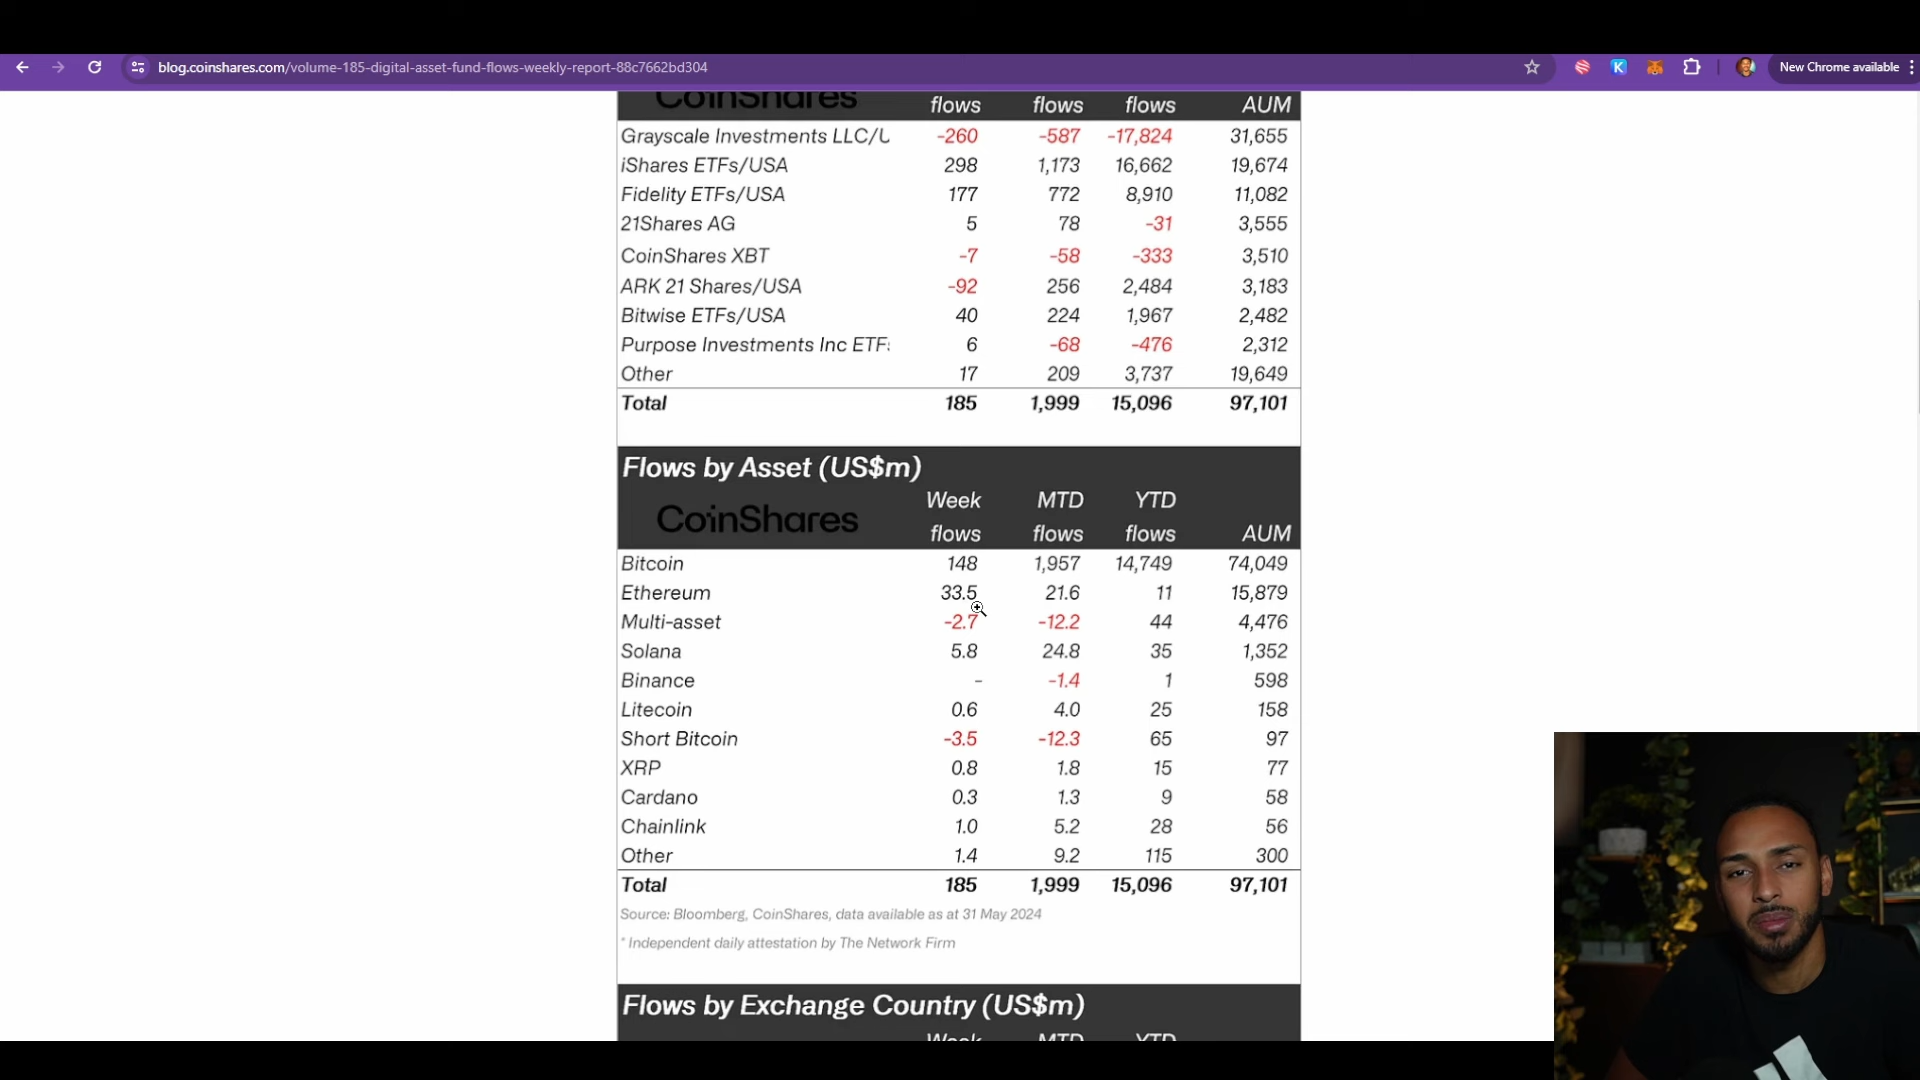 blog.coinshares.com/volume-185-digital-asset-fund-flows-weekly-report-88c7662bd304
K
New Chrome available
CoinShares flows flows flows AUM
Grayscale Investments LLC/U -260 -587 -17,824 31,655
iShares ETFs/USA 298 1,173 16,662 19,674
Fidelity ETFs/USA 177 772 8,910 11,082
21Shares AG 5 78 -31 3,555
CoinShares XBT -7 -58 -333 3,510
ARK 21 Shares/USA -92 256 2,484 3,183
Bitwise ETFs/USA 40 224 1,967 2,482
Purpose Investments Inc ETF: 6 -68 -476 2,312
Other 17 209 3,737 19,649
Total 185 1,999 15,096 97,101
Flows by Asset (US$m)
Week MTD YTD
CoinShares flows flows flows AUM
Bitcoin 148 1,957 14,749 74,049
Ethereum 33.5 21.6 11 15,879
Multi-asset -2.7 -12.2 44 4,476
Solana 5.8 24.8 35 1,352
Binance - -1.4 1 598
Litecoin 0.6 4.0 25 158
Short Bitcoin -3.5 -12.3 65 97
XRP 0.8 1.8 15 77
Cardano 0.3 1.3 9 58
Chainlink 1.0 5.2 28 56
Other 1.4 9.2 115 300
Total 185 1,999 15,096 97,101
Source: Bloomberg, CoinShares, data available as at 31 May 2024
* Independent daily attestation by The Network Firm
Flows by Exchange Country (US$m)
Week MTD YTD